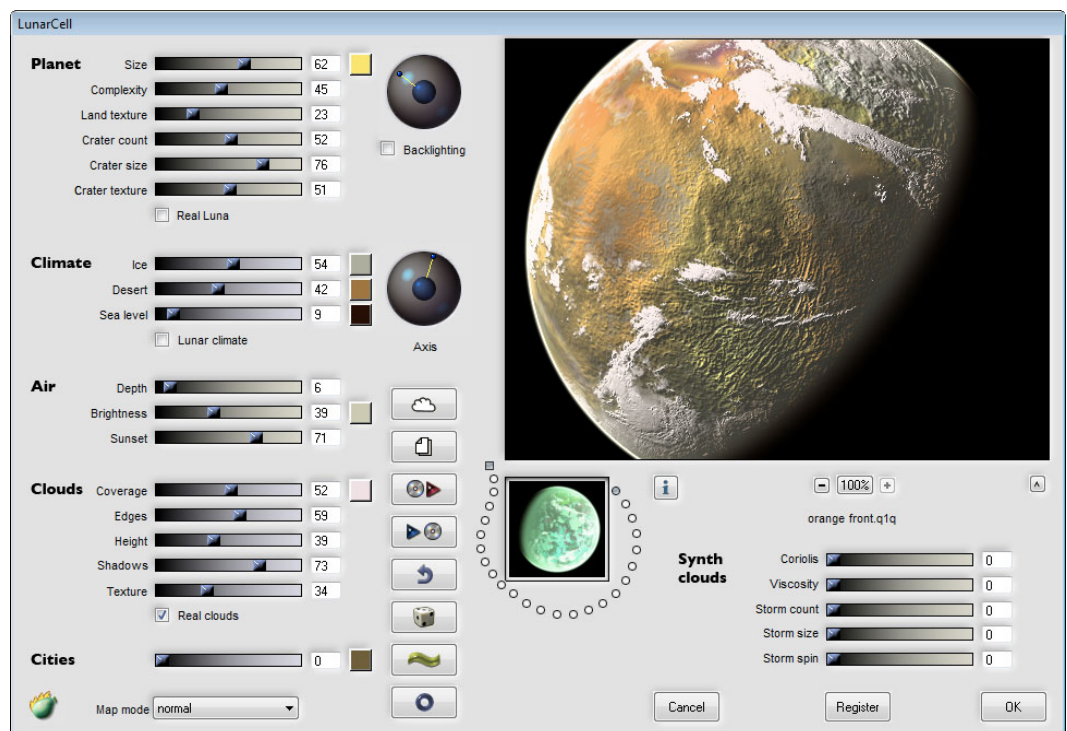 LunarCell
Planet
Size 62
Complexity 45
Land texture 23
Crater count 52
Crater size 76
Crater texture 51
Real Luna
Backlighting
Climate
Ice 54
Desert 42
Sea level 9
Lunar climate
Axis
Air
Depth 6
Brightness 39
Sunset 71
Clouds
Coverage 52
Edges 59
Height 39
Shadows 73
Texture 34
Real clouds
Cities 0
Map mode normal
i
- 100% +
orange front.q1q
Synth
clouds
Coriolis 0
Viscosity 0
Storm count 0
Storm size 0
Storm spin 0
Cancel
Register
OK